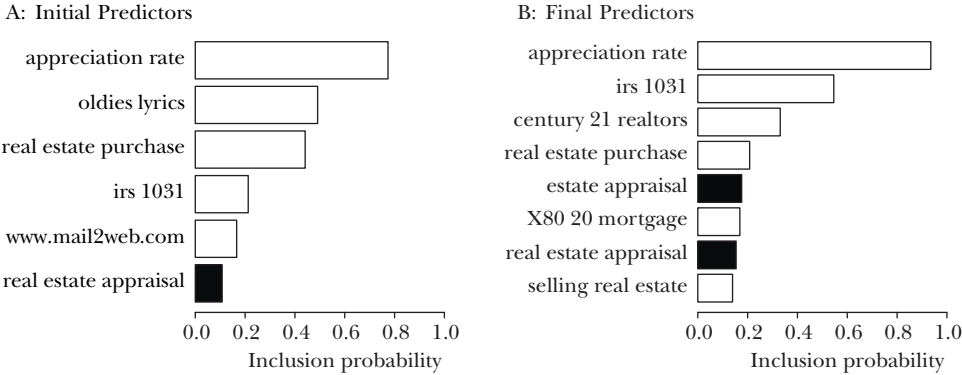 A: Initial Predictors
appreciation rate
oldies lyrics
real estate purchase
irs 1031
www.mail2web.com
real estate appraisal
0.0 0.2 0.4 0.6 0.8 1.0
Inclusion probability
B: Final Predictors
appreciation rate
irs 1031
century 21 realtors
real estate purchase
estate appraisal
X80 20 mortgage
real estate appraisal
selling real estate
0.0 0.2 0.4 0.6 0.8 1.0
Inclusion probability